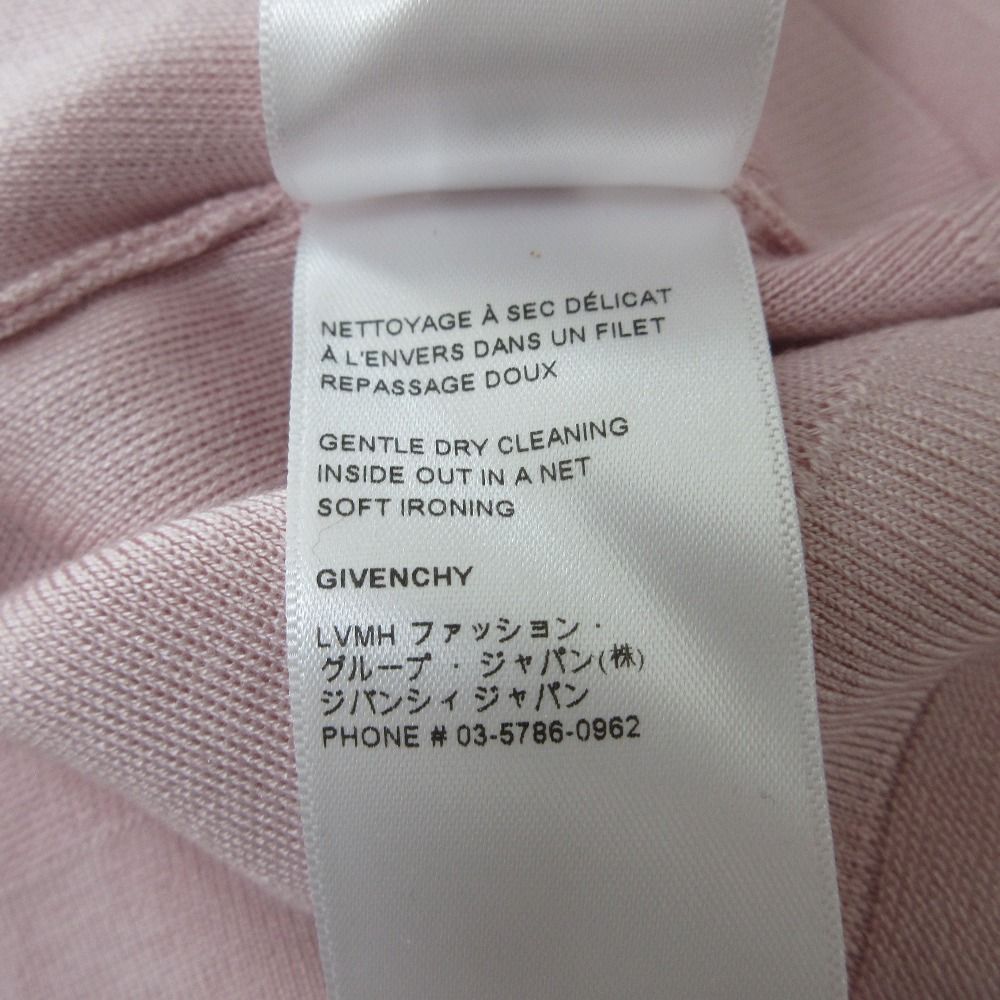 NETTOYAGE À SEC DÉLICAT
À L'ENVERS DANS UN FILET
REPASSAGE DOUX
GENTLE DRY CLEANING
INSIDE OUT IN A NET
SOFT IRONING
GIVENCHY
LVMH ファッション・
グループ・ジャパン(株)
ジバンシィ ジャパン
PHONE # 03-5786-0962